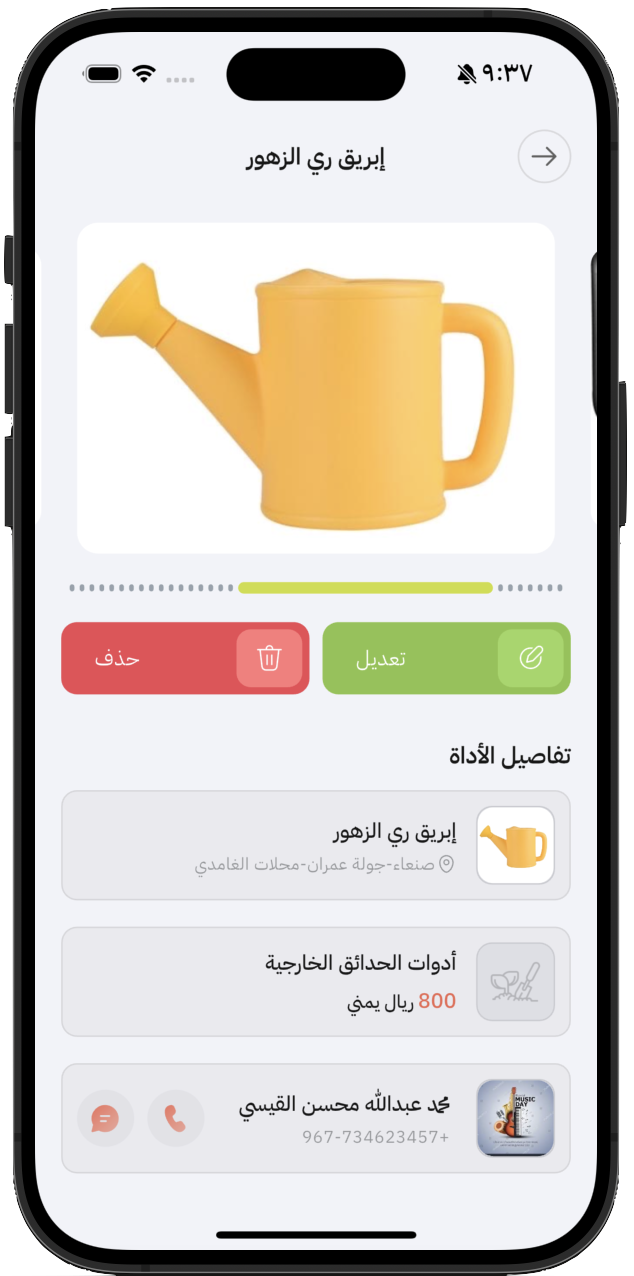 ٩:٣٧
إبريق ري الزهور
تعديل
حذف
تفاصيل الأداة
إبريق ري الزهور
صنعاء-جولة عمران-محلات الغامدي
أدوات الحدائق الخارجية
800 ريال يمني
محمد عبدالله محسن القيسي
967-734623457+
MUSIC
DAY